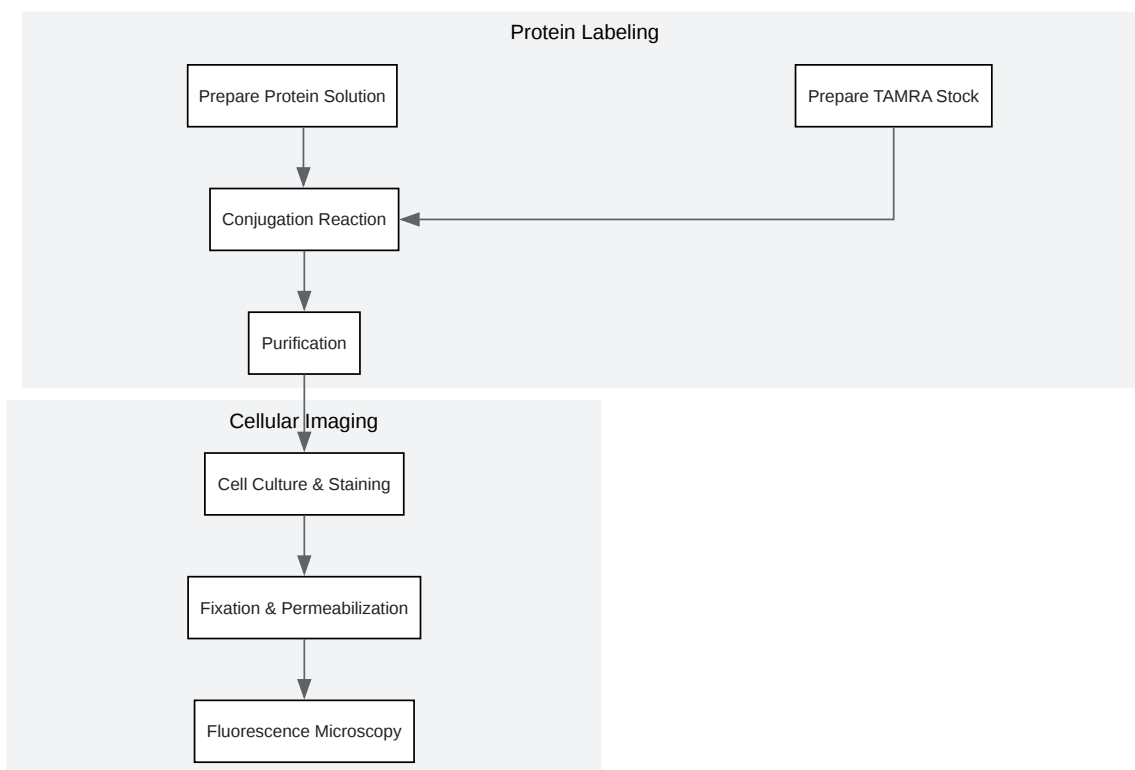 Protein Labeling
Prepare Protein Solution
Prepare TAMRA Stock
Conjugation Reaction
Purification
Cellular Imaging
Cell Culture & Staining
Fixation & Permeabilization
Fluorescence Microscopy